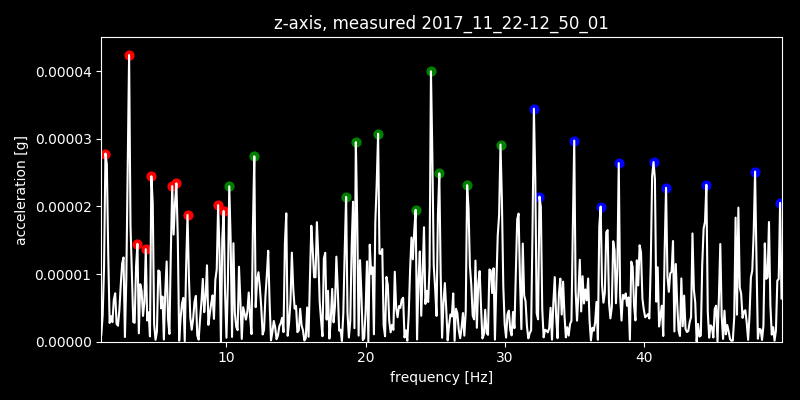 z-axis, measured 2017_11_22-12_50_01
0.00004
0.00003
0.00002
0.00001
0.00000
acceleration [g]
10 20 30 40
frequency [Hz]